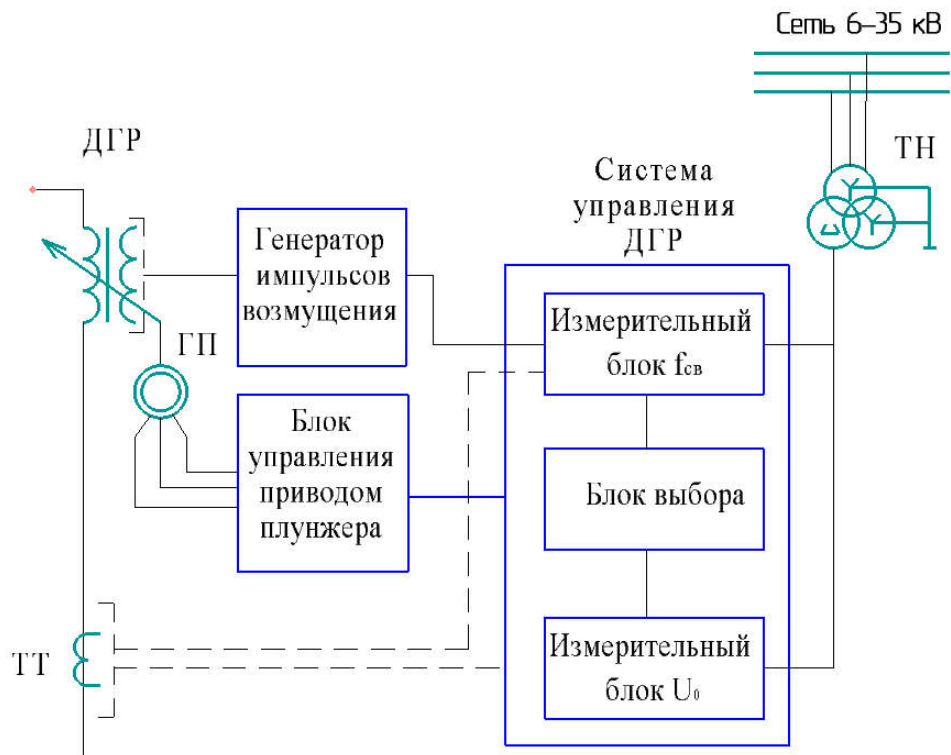 Сеть 6–35 кВ
ДГР
ТН
Система
управления
ДГР
Генератор
импульсов
возмущения
Измерительный
блок fсв
ГП
Блок
управления
приводом
плунжера
Блок выбора
ТТ
Измерительный
блок U₀